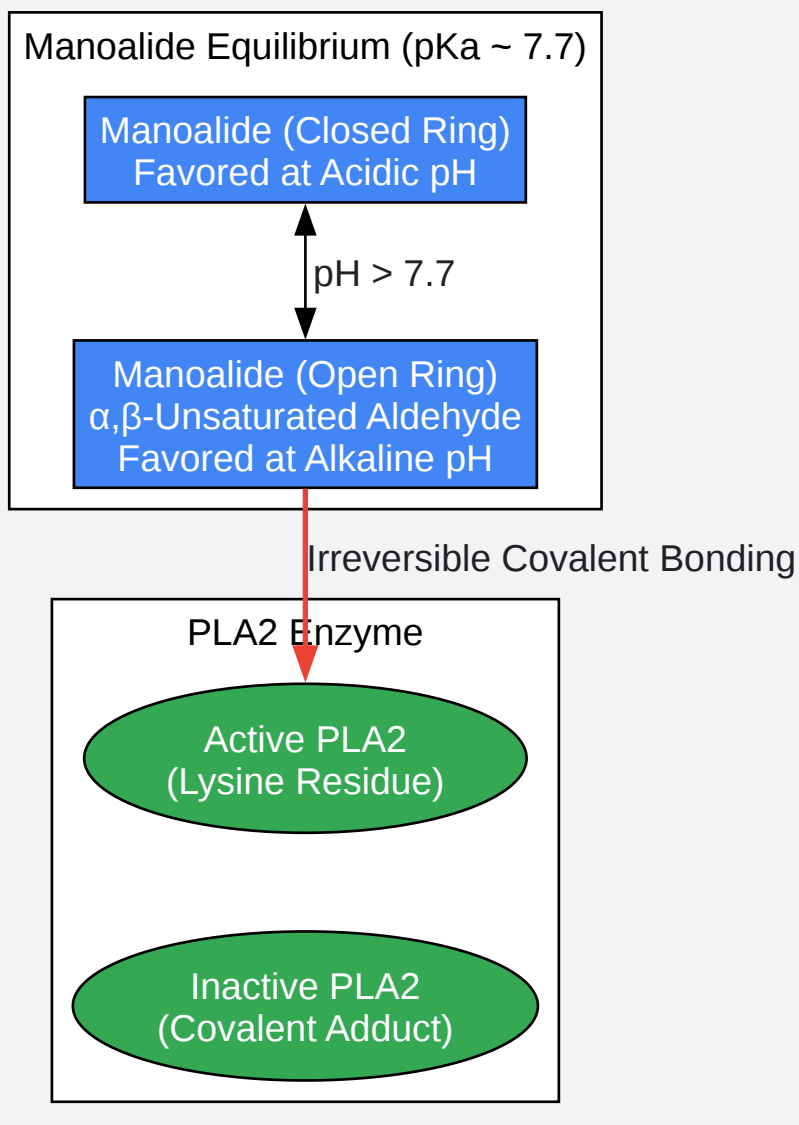 Manoalide Equilibrium (pKa ~ 7.7)
Manoalide (Closed Ring)
Favored at Acidic pH
pH > 7.7
Manoalide (Open Ring)
α,β-Unsaturated Aldehyde
Favored at Alkaline pH
Irreversible Covalent Bonding
PLA2 Enzyme
Active PLA2
(Lysine Residue)
Inactive PLA2
(Covalent Adduct)